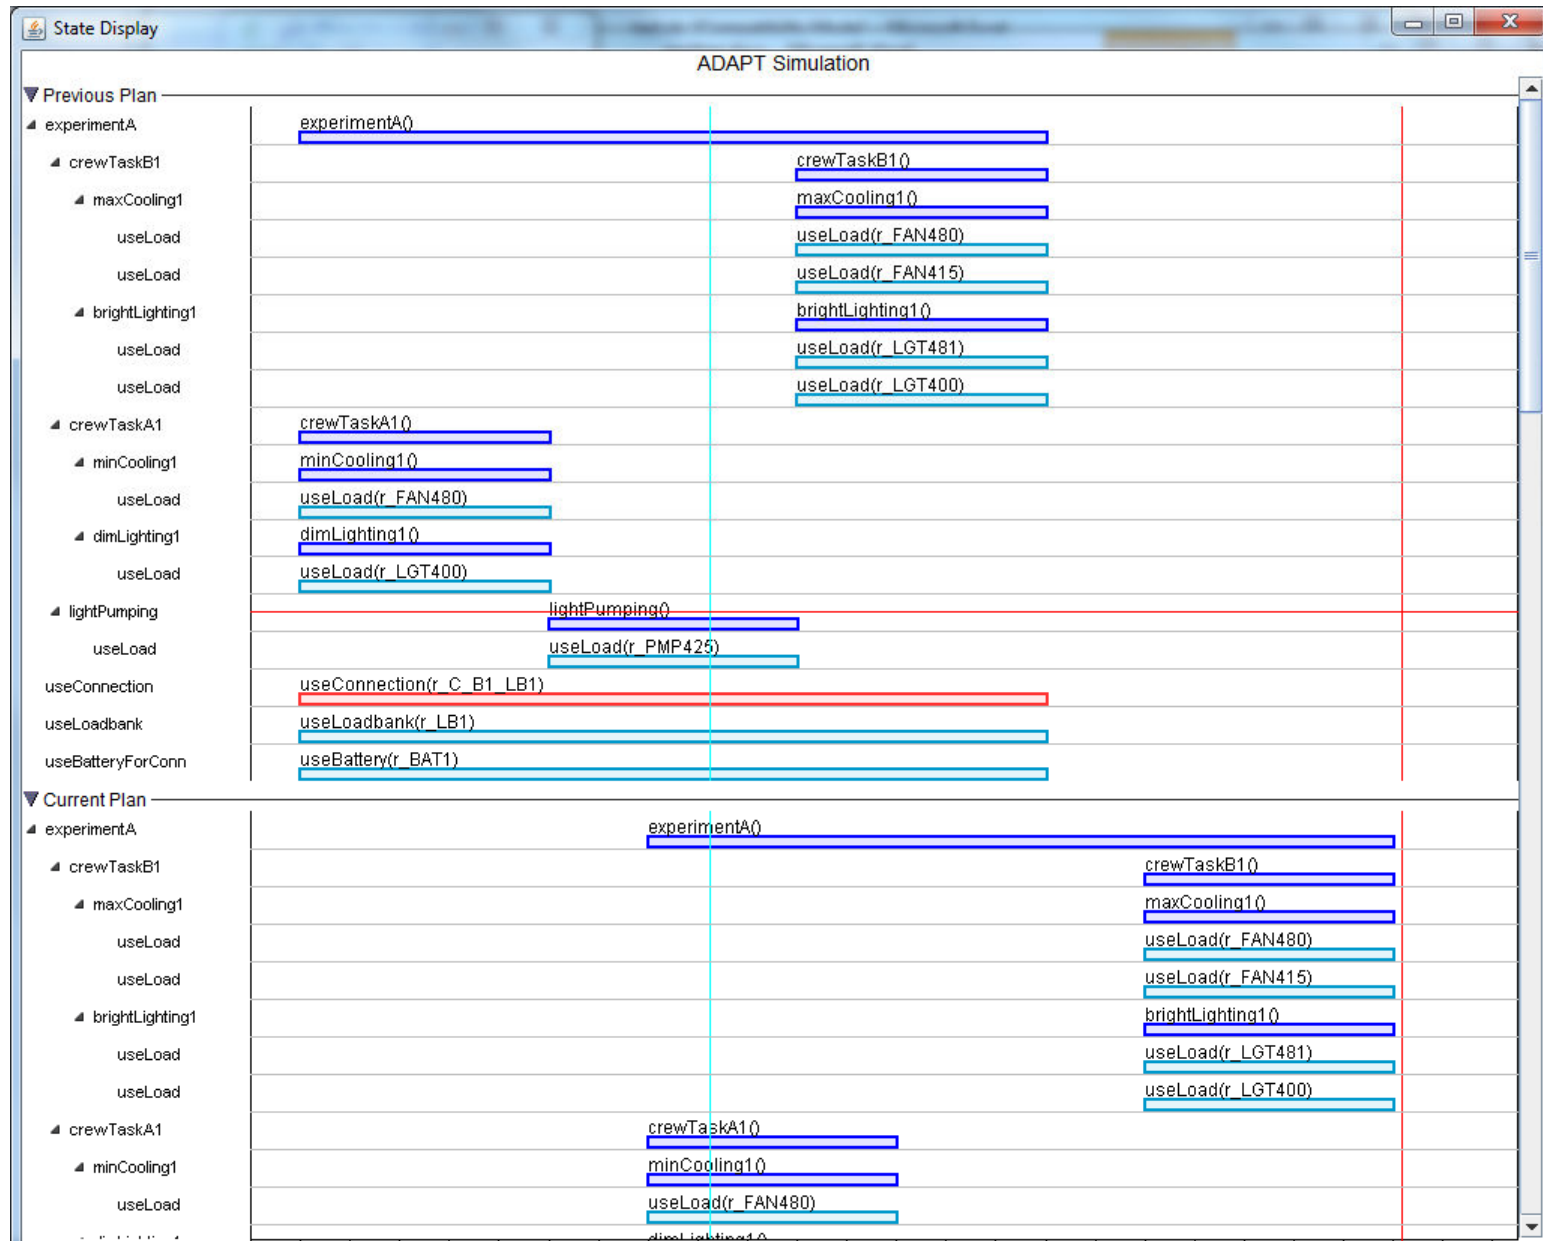 State Display
ADAPT Simulation
Previous Plan
experimentA experimentA()
crewTaskB1 crewTaskB1()
maxCooling1 maxCooling1()
useLoad useLoad(r_FAN480)
useLoad useLoad(r_FAN415)
brightLighting1 brightLighting1()
useLoad useLoad(r_LGT481)
useLoad useLoad(r_LGT400)
crewTaskA1 crewTaskA1()
minCooling1 minCooling1()
useLoad useLoad(r_FAN480)
dimLighting1 dimLighting1()
useLoad useLoad(r_LGT400)
lightPumping lightPumping()
useLoad useLoad(r_PMP425)
useConnection useConnection(r_C_B1_LB1)
useLoadbank useLoadbank(r_LB1)
useBatteryForConn useBattery(r_BAT1)
Current Plan
experimentA experimentA()
crewTaskB1 crewTaskB1()
maxCooling1 maxCooling1()
useLoad useLoad(r_FAN480)
useLoad useLoad(r_FAN415)
brightLighting1 brightLighting1()
useLoad useLoad(r_LGT481)
useLoad useLoad(r_LGT400)
crewTaskA1 crewTaskA1()
minCooling1 minCooling1()
useLoad useLoad(r_FAN480)
dimLighting1()